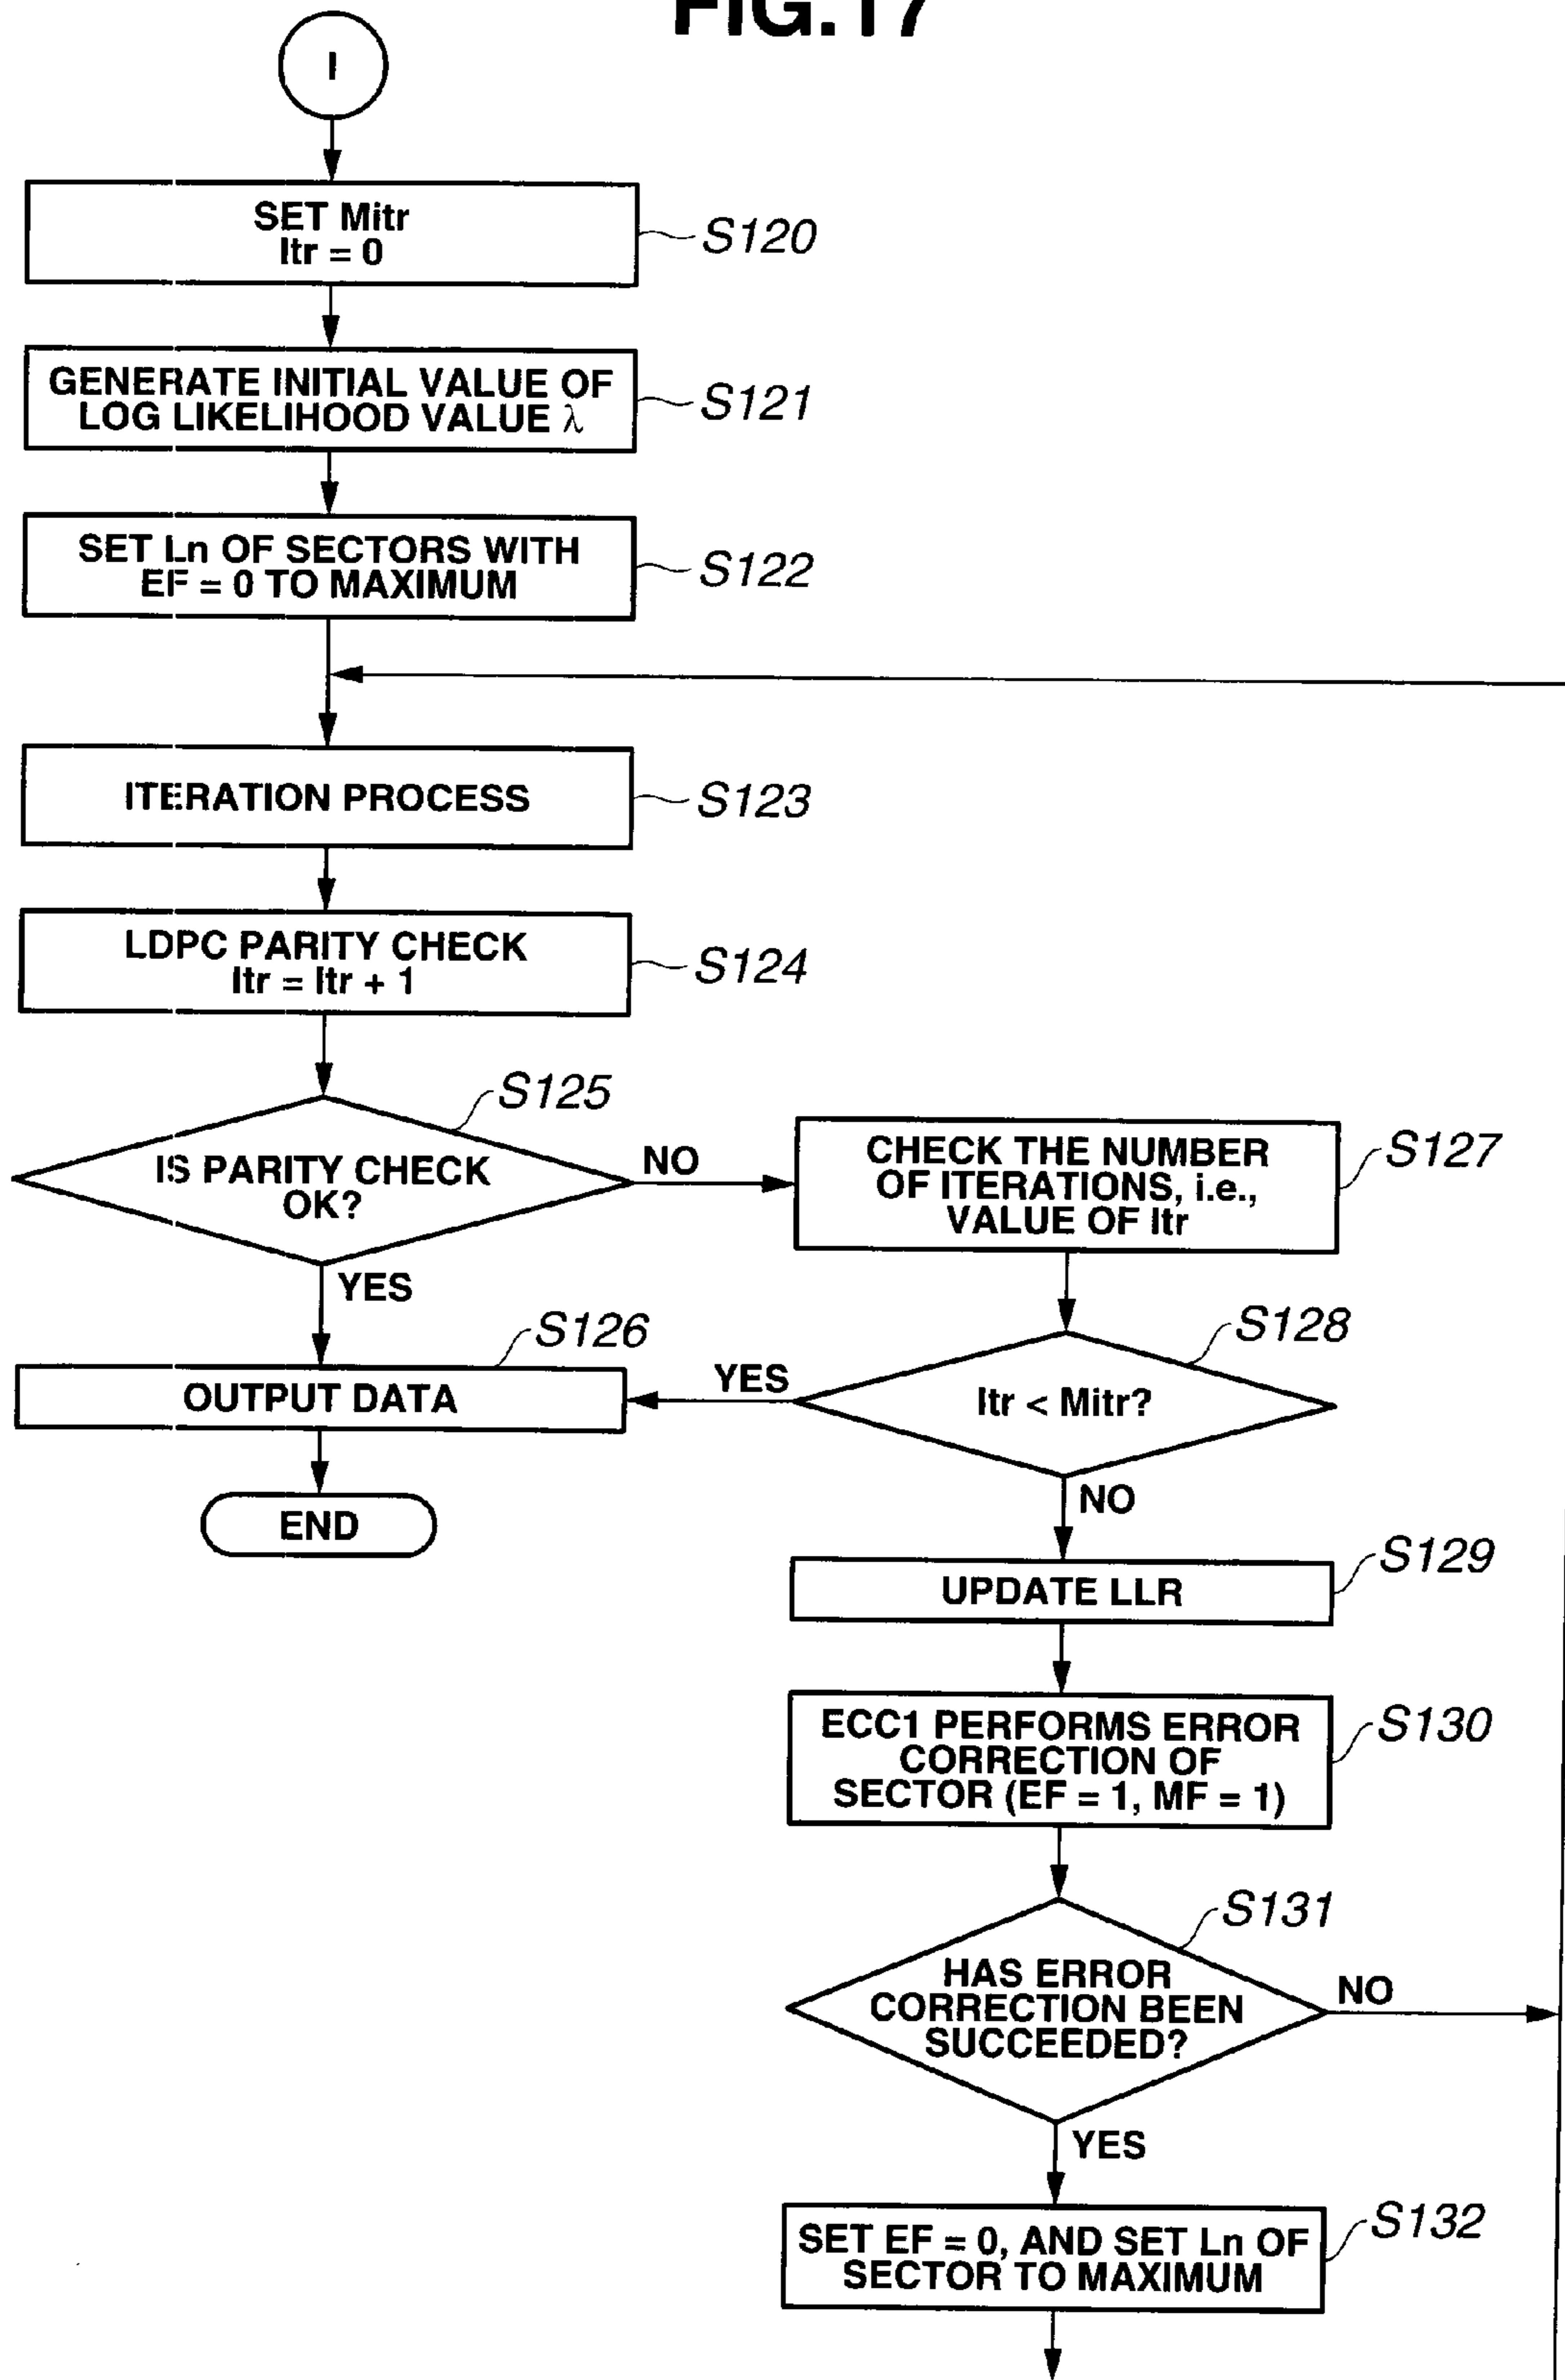 FIG.17
I
SET Mitr
Itr = 0
S120
GENERATE INITIAL VALUE OF
LOG LIKELIHOOD VALUE λ
S121
SET Ln OF SECTORS WITH
EF = 0 TO MAXIMUM
S122
ITERATION PROCESS
S123
LDPC PARITY CHECK
Itr = Itr + 1
S124
S125
IS PARITY CHECK
OK?
NO
YES
CHECK THE NUMBER
OF ITERATIONS, i.e.,
VALUE OF Itr
S127
S126
OUTPUT DATA
END
S128
Itr < Mitr?
YES
NO
UPDATE LLR
S129
ECC1 PERFORMS ERROR
CORRECTION OF
SECTOR (EF = 1, MF = 1)
S130
S131
HAS ERROR
CORRECTION BEEN
SUCCEEDED?
NO
YES
SET EF = 0, AND SET Ln OF
SECTOR TO MAXIMUM
S132